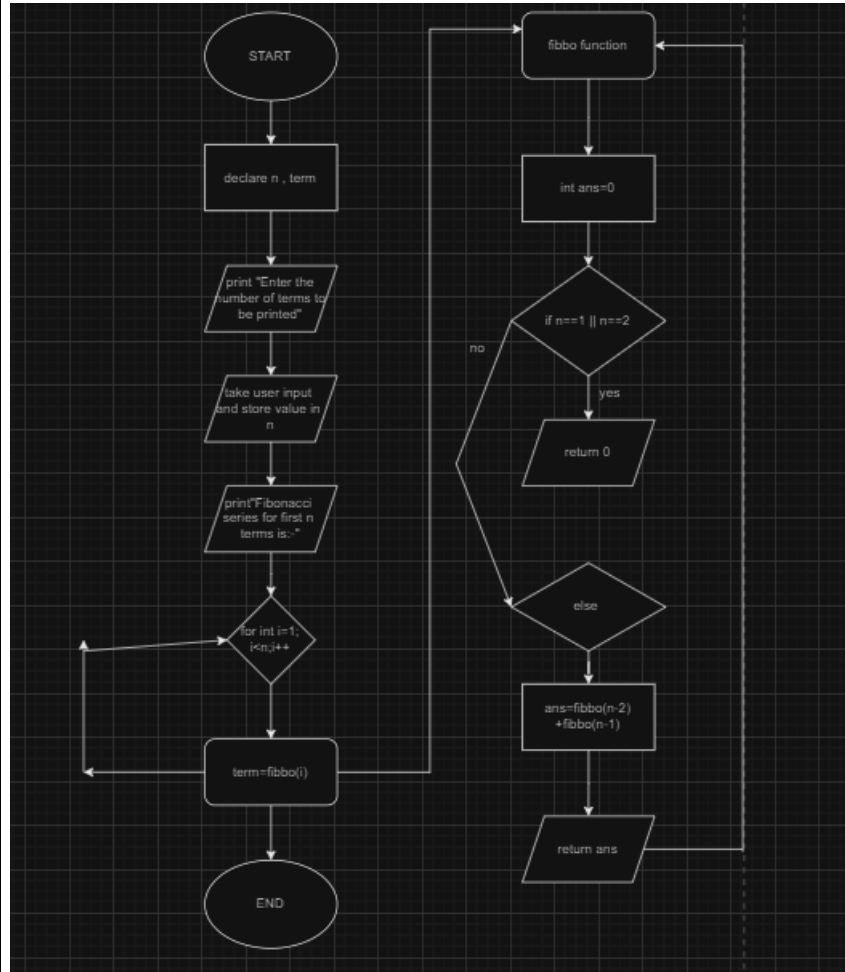 START
declare n , term
print "Enter the
number of terms to
be printed"
take user input
and store value in
n
print"Fibonacci
series for first n
terms is:-"
for int i=1;
i<n;i++
term=fibbo(i)
END
fibbo function
int ans=0
if n==1 || n==2
no
yes
return 0
else
ans=fibbo(n-2)
+fibbo(n-1)
return ans